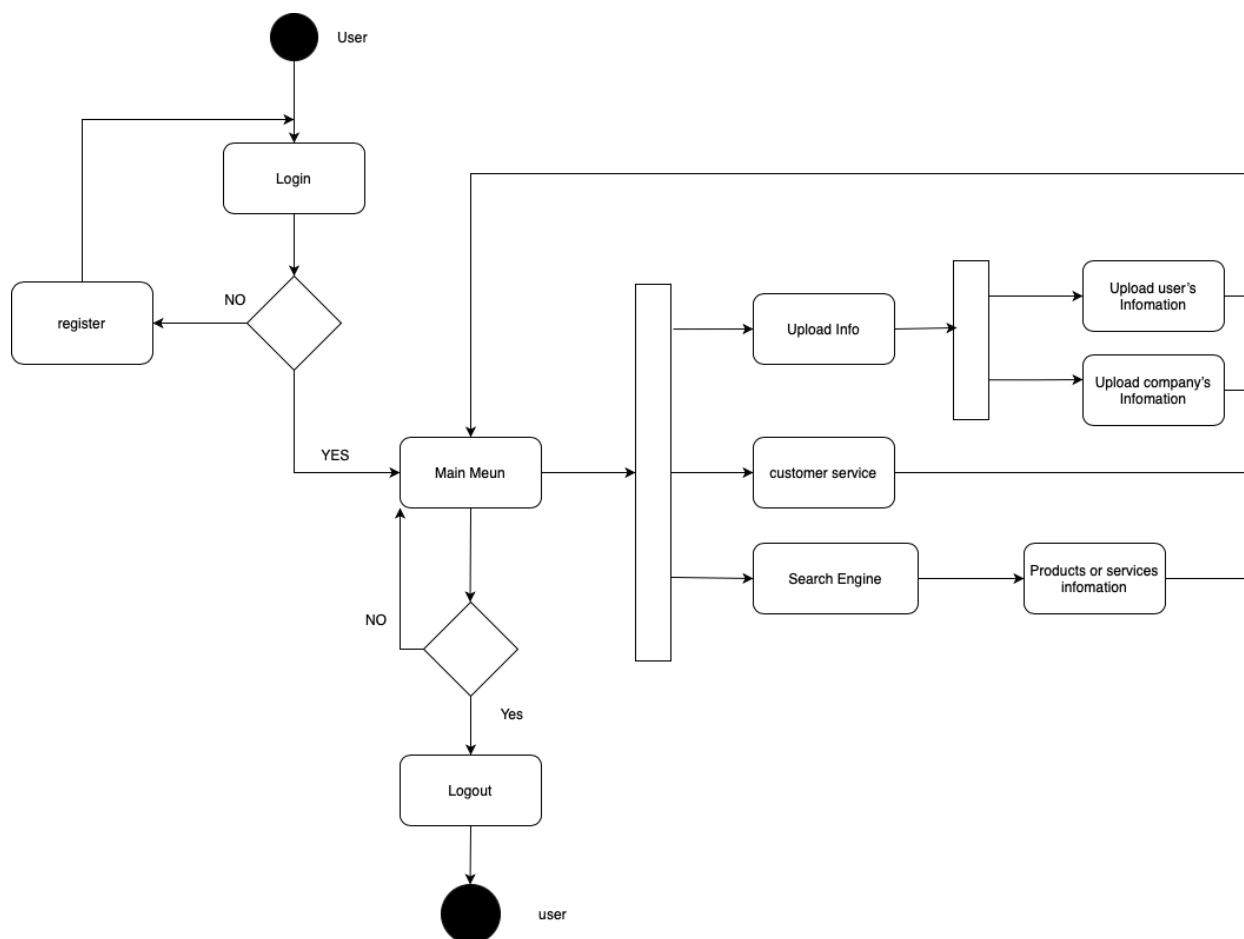 User
Login
NO
register
YES
Main Meun
Upload Info
Upload user's
Infomation
Upload company's
Infomation
customer service
Search Engine
Products or services
infomation
NO
Yes
Logout
user